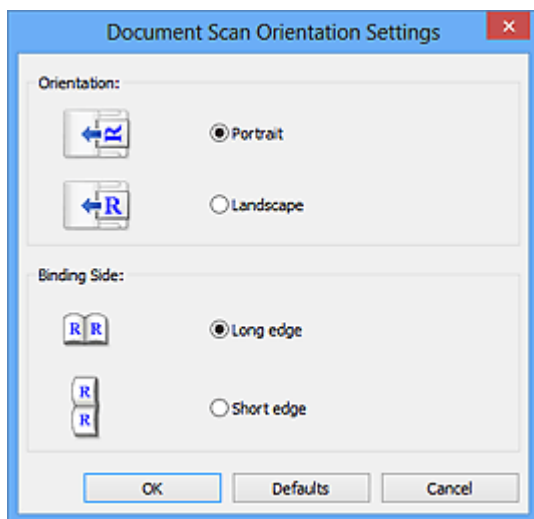 Document Scan Orientation Settings
Orientation:
R
Portrait
R
Landscape
Binding Side:
R R
Long edge
R
R
Short edge
OK Defaults Cancel